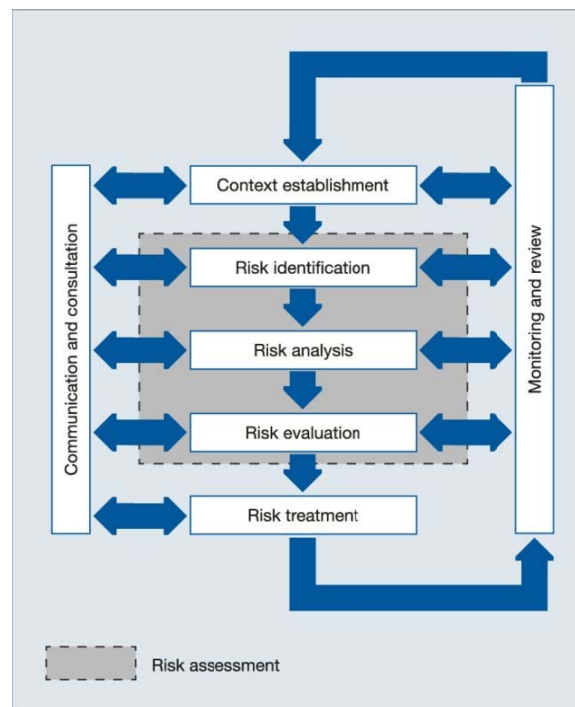 Context establishment
Risk identification
Risk analysis
Risk evaluation
Risk treatment
Communication and consultation
Monitoring and review
Risk assessment